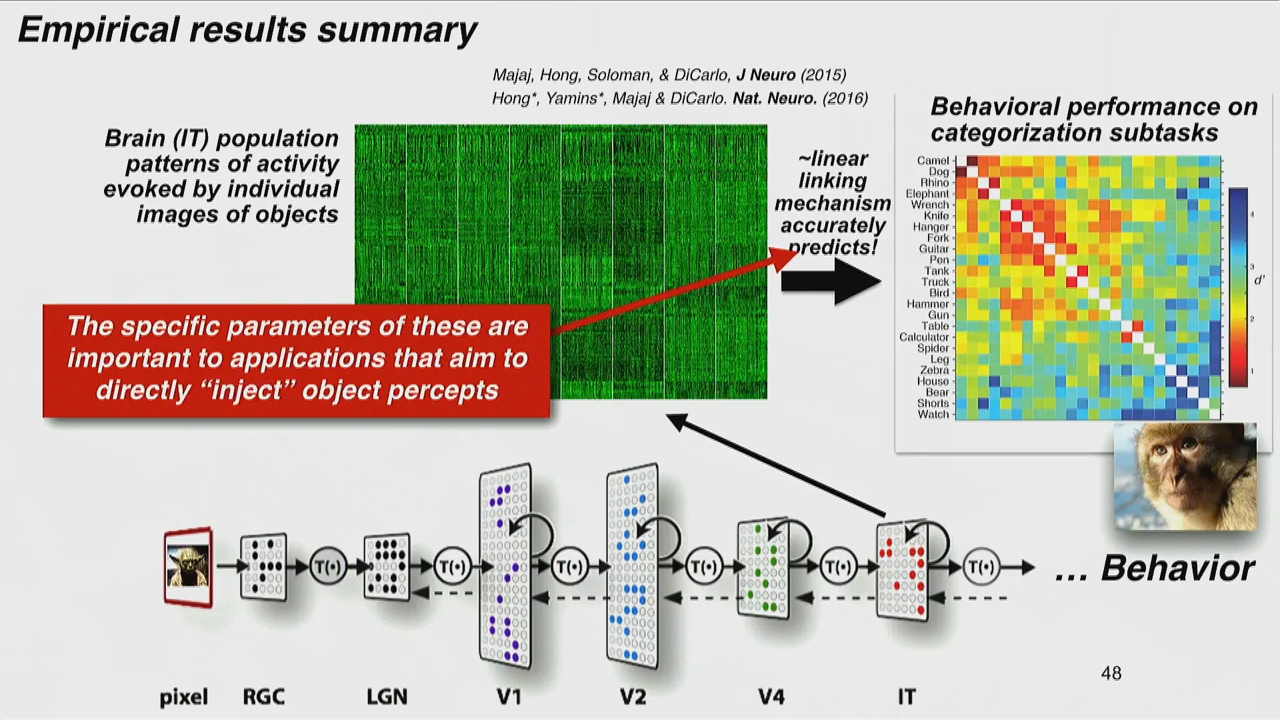 Empirical results summary
Majaj, Hong, Soloman, & DiCarlo, J Neuro (2015)
Hong*, Yamins*, Majaj & DiCarlo. Nat. Neuro. (2016)
Brain (IT) population
patterns of activity
evoked by individual
images of objects
~linear
linking
mechanism
accurately
predicts!
Behavioral performance on
categorization subtasks
Camel
Dog
Rhino
Elephant
Wrench
Knife
Hanger
Fork
Guitar
Pen
Tank
Truck
Bird
Hammer
Gun
Table
Calculator
Spider
Leg
Zebra
House
Bear
Shorts
Watch
4
3
d'
2
1
The specific parameters of these are
important to applications that aim to
directly “inject” object percepts
T(•)
T(•)
T(•)
T(•)
T(•)
T(•)
... Behavior
48
pixel
RGC
LGN
V1
V2
V4
IT